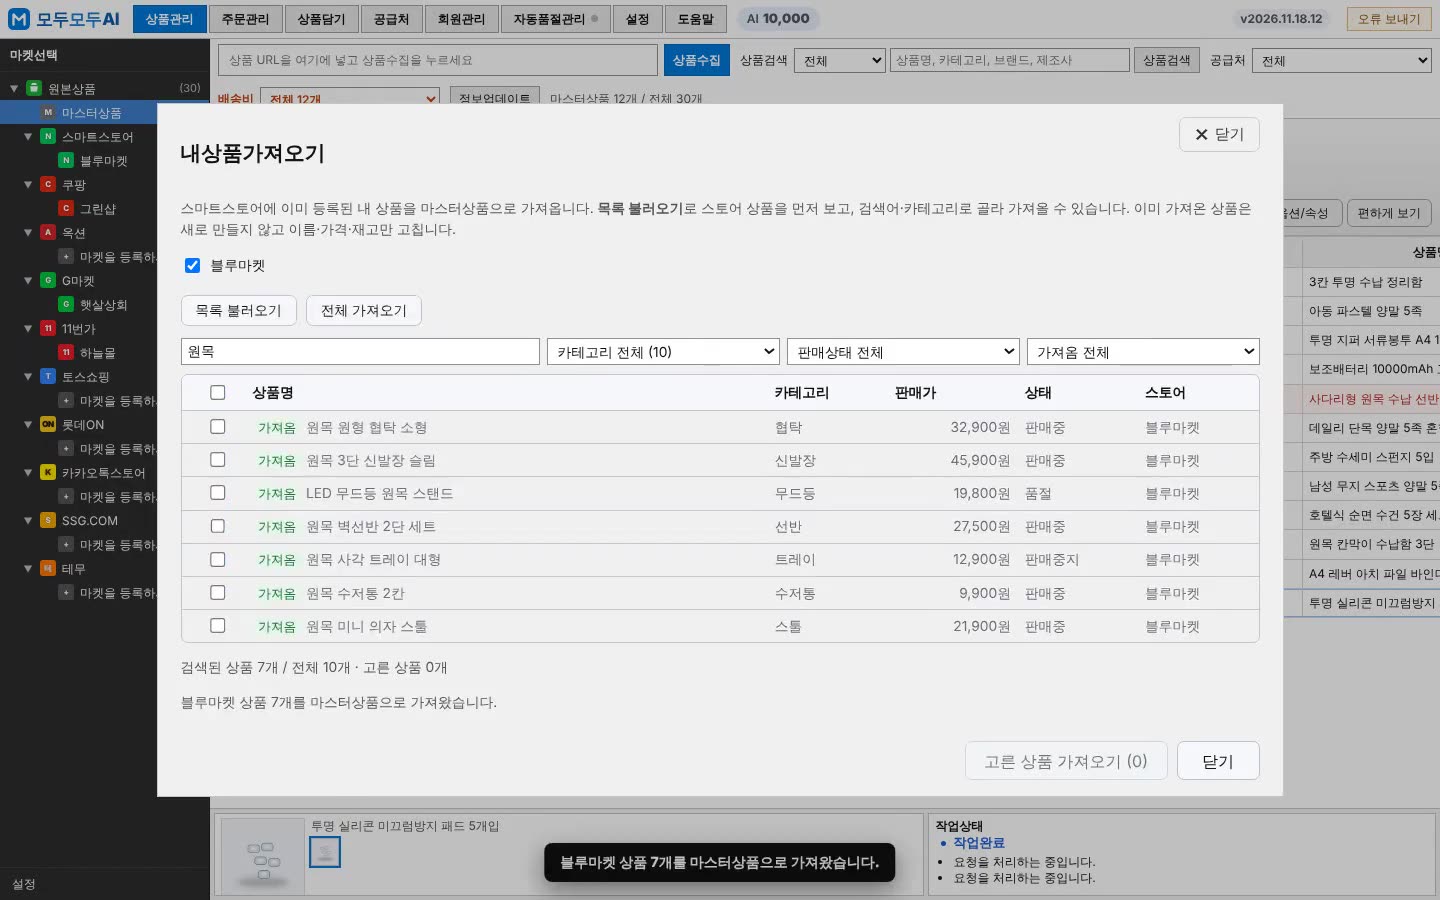 모두모두AI
상품관리 주문관리 상품담기 공급처 회원관리 자동품절관리 설정 도움말 AI 10,000 v2026.11.18.12 오류 보내기
마켓선택
상품 URL을 여기에 넣고 상품수집을 누르세요 상품수집 상품검색 전체 상품명, 카테고리, 브랜드, 제조사 상품검색 공급처 전체
배송비 전체 12개 정보업데이트 마스터상품 12개 / 전체 30개
▼ 원본상품 (30)
M 마스터상품
▼ N 스마트스토어
N 블루마켓
▼ C 쿠팡
C 그린샵
▼ A 옥션
+ 마켓을 등록하
▼ G G마켓
G 햇살상회
▼ 11 11번가
11 하늘몰
▼ T 토스쇼핑
+ 마켓을 등록하
▼ ON 롯데ON
+ 마켓을 등록하
▼ K 카카오톡스토어
+ 마켓을 등록하
▼ S SSG.COM
+ 마켓을 등록하
▼ 테무
+ 마켓을 등록하
설정
내상품가져오기
✕ 닫기
스마트스토어에 이미 등록된 내 상품을 마스터상품으로 가져옵니다. 목록 불러오기로 스토어 상품을 먼저 보고, 검색어·카테고리로 골라 가져올 수 있습니다. 이미 가져온 상품은
새로 만들지 않고 이름·가격·재고만 고칩니다.
블루마켓
목록 불러오기 전체 가져오기
원목 카테고리 전체 (10) 판매상태 전체 가져옴 전체
상품명 카테고리 판매가 상태 스토어
가져옴 원목 원형 협탁 소형 협탁 32,900원 판매중 블루마켓
가져옴 원목 3단 신발장 슬림 신발장 45,900원 판매중 블루마켓
가져옴 LED 무드등 원목 스탠드 무드등 19,800원 품절 블루마켓
가져옴 원목 벽선반 2단 세트 선반 27,500원 판매중 블루마켓
가져옴 원목 사각 트레이 대형 트레이 12,900원 판매중지 블루마켓
가져옴 원목 수저통 2칸 수저통 9,900원 판매중 블루마켓
가져옴 원목 미니 의자 스툴 스툴 21,900원 판매중 블루마켓
검색된 상품 7개 / 전체 10개 · 고른 상품 0개
블루마켓 상품 7개를 마스터상품으로 가져왔습니다.
고른 상품 가져오기 (0) 닫기
옵션/속성 편하게 보기
상품명
3칸 투명 수납 정리함
아동 파스텔 양말 5족
투명 지퍼 서류봉투 A4 1
보조배터리 10000mAh
사다리형 원목 수납 선반
데일리 단목 양말 5족
주방 수세미 스펀지 5입
남성 무지 스포츠 양말
호텔식 순면 수건 5장
원목 칸막이 수납함 3단
A4 레버 아치 파일
투명 실리콘 미끄럼방지
투명 실리콘 미끄럼방지 패드 5개입
블루마켓 상품 7개를 마스터상품으로 가져왔습니다.
작업상태
• 작업완료
• 요청을 처리하는 중입니다.
• 요청을 처리하는 중입니다.